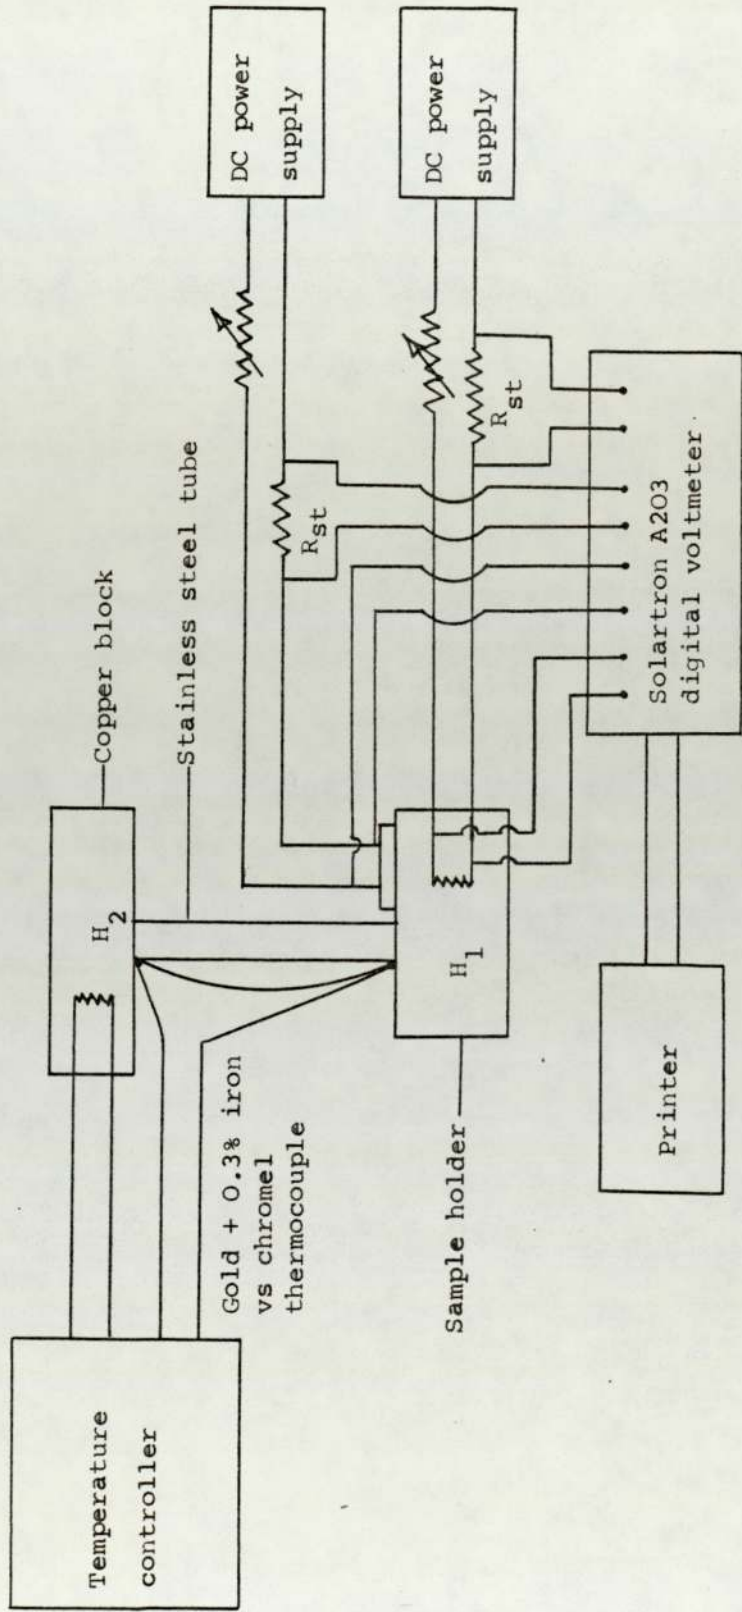 Temperature
controller
H2
Copper block
Stainless steel tube
Gold + 0.3% iron
vs chromel
thermocouple
DC power
supply
Rst
DC power
supply
Rst
H1
Sample holder
Printer
Solartron A203
digital voltmeter